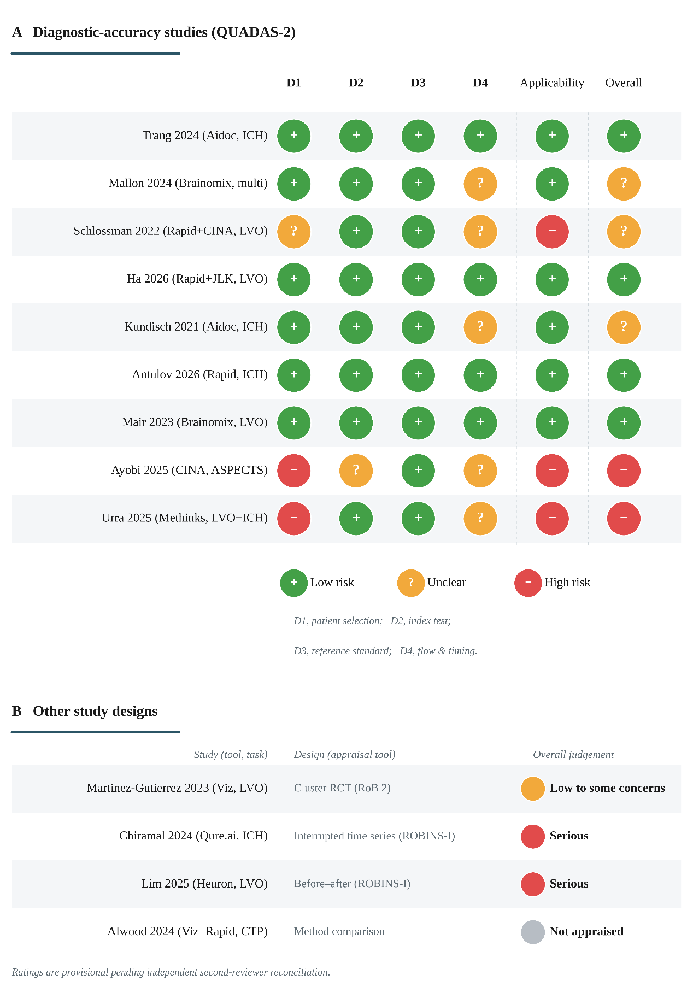 A Diagnostic-accuracy studies (QUADAS-2)
D1 D2 D3 D4 Applicability Overall
Trang 2024 (Aidoc, ICH) + + + + + +
Mallon 2024 (Brainomix, multi) + + + ? + ?
Schlossman 2022 (Rapid+CINA, LVO) ? + + ? − ?
Ha 2026 (Rapid+JLK, LVO) + + + + + +
Kundisch 2021 (Aidoc, ICH) + + + ? + ?
Antulov 2026 (Rapid, ICH) + + + + + +
Mair 2023 (Brainomix, LVO) + + + + + +
Ayobi 2025 (CINA, ASPECTS) − ? + ? − −
Urra 2025 (Methinks, LVO+ICH) − + + ? − −
+ Low risk ? Unclear − High risk
D1, patient selection; D2, index test;
D3, reference standard; D4, flow & timing.
B Other study designs
Study (tool, task) Design (appraisal tool) Overall judgement
Martinez-Gutierrez 2023 (Viz, LVO) Cluster RCT (RoB 2) Low to some concerns
Chiramal 2024 (Qure.ai, ICH) Interrupted time series (ROBINS-I) Serious
Lim 2025 (Heuron, LVO) Before–after (ROBINS-I) Serious
Alwood 2024 (Viz+Rapid, CTP) Method comparison Not appraised
Ratings are provisional pending independent second-reviewer reconciliation.